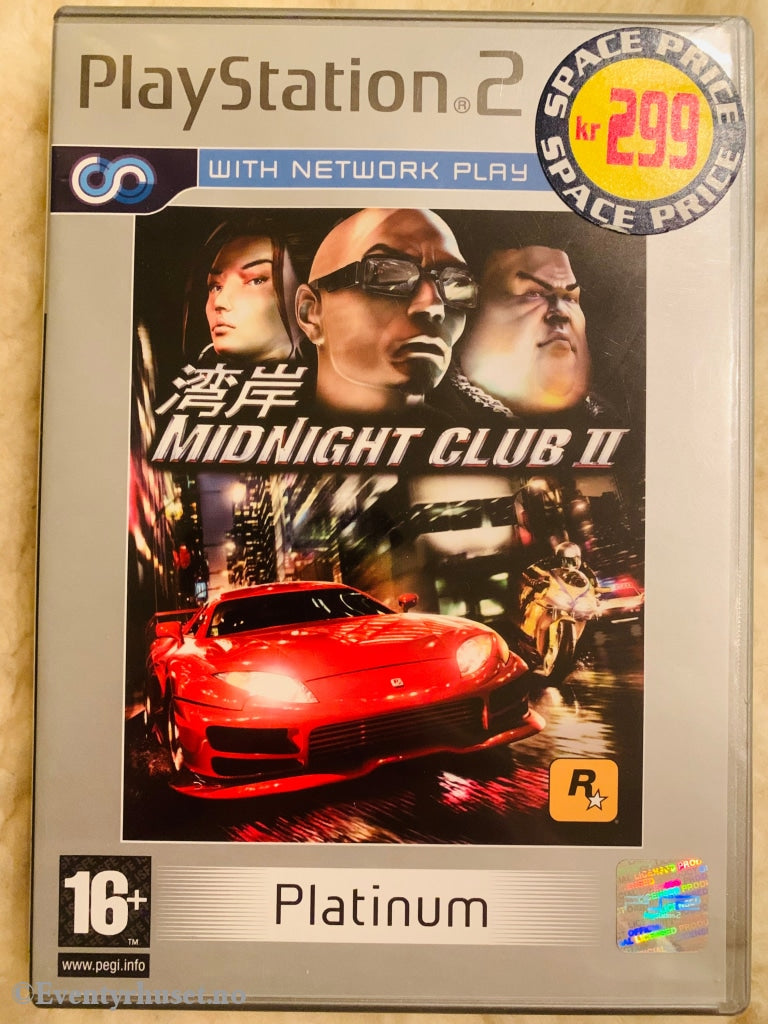 PlayStation®2
SPACE PRICE
kr 299
SPACE PRICE
WITH NETWORK PLAY
湾岸
MIDNIGHT CLUB II
R
16+
TM
www.pegi.info
Platinum
©Eventyrhuset.no